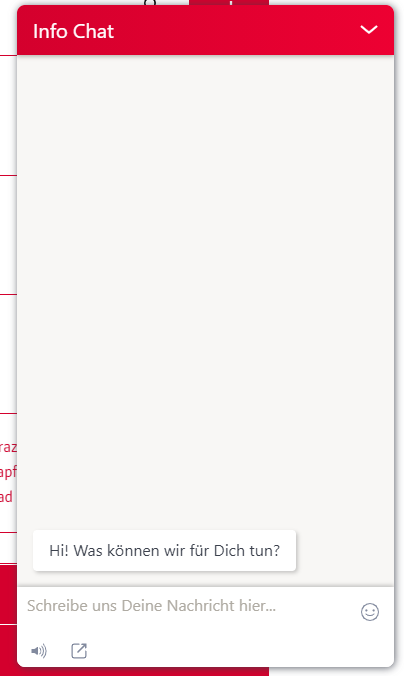 Info Chat
raz
apf
ad
Hi! Was können wir für Dich tun?
Schreibe uns Deine Nachricht hier...